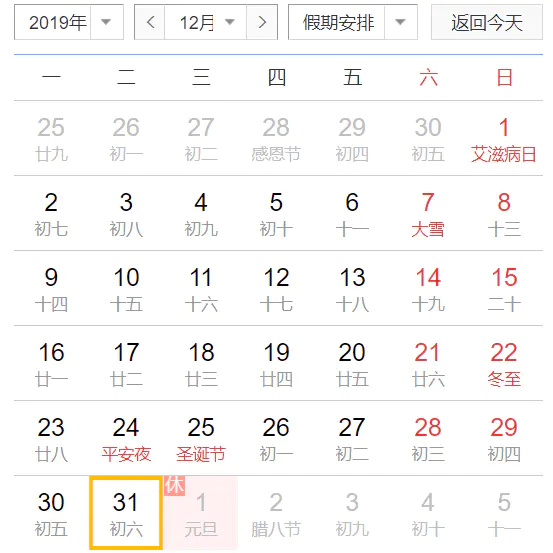 2019年 12月 假期安排 返回今天
一 二 三 四 五 六 日
25 26 27 28 29 30 1
廿九 初一 初二 感恩节 初四 初五 艾滋病日
2 3 4 5 6 7 8
初七 初八 初九 初十 十一 大雪 十三
9 10 11 12 13 14 15
十四 十五 十六 十七 十八 十九 二十
16 17 18 19 20 21 22
廿一 廿二 廿三 廿四 廿五 廿六 冬至
23 24 25 26 27 28 29
廿八 平安夜 圣诞节 初一 初二 初三 初四
休
30 31 1 2 3 4 5
初五 初六 元旦 腊八节 初九 初十 十一